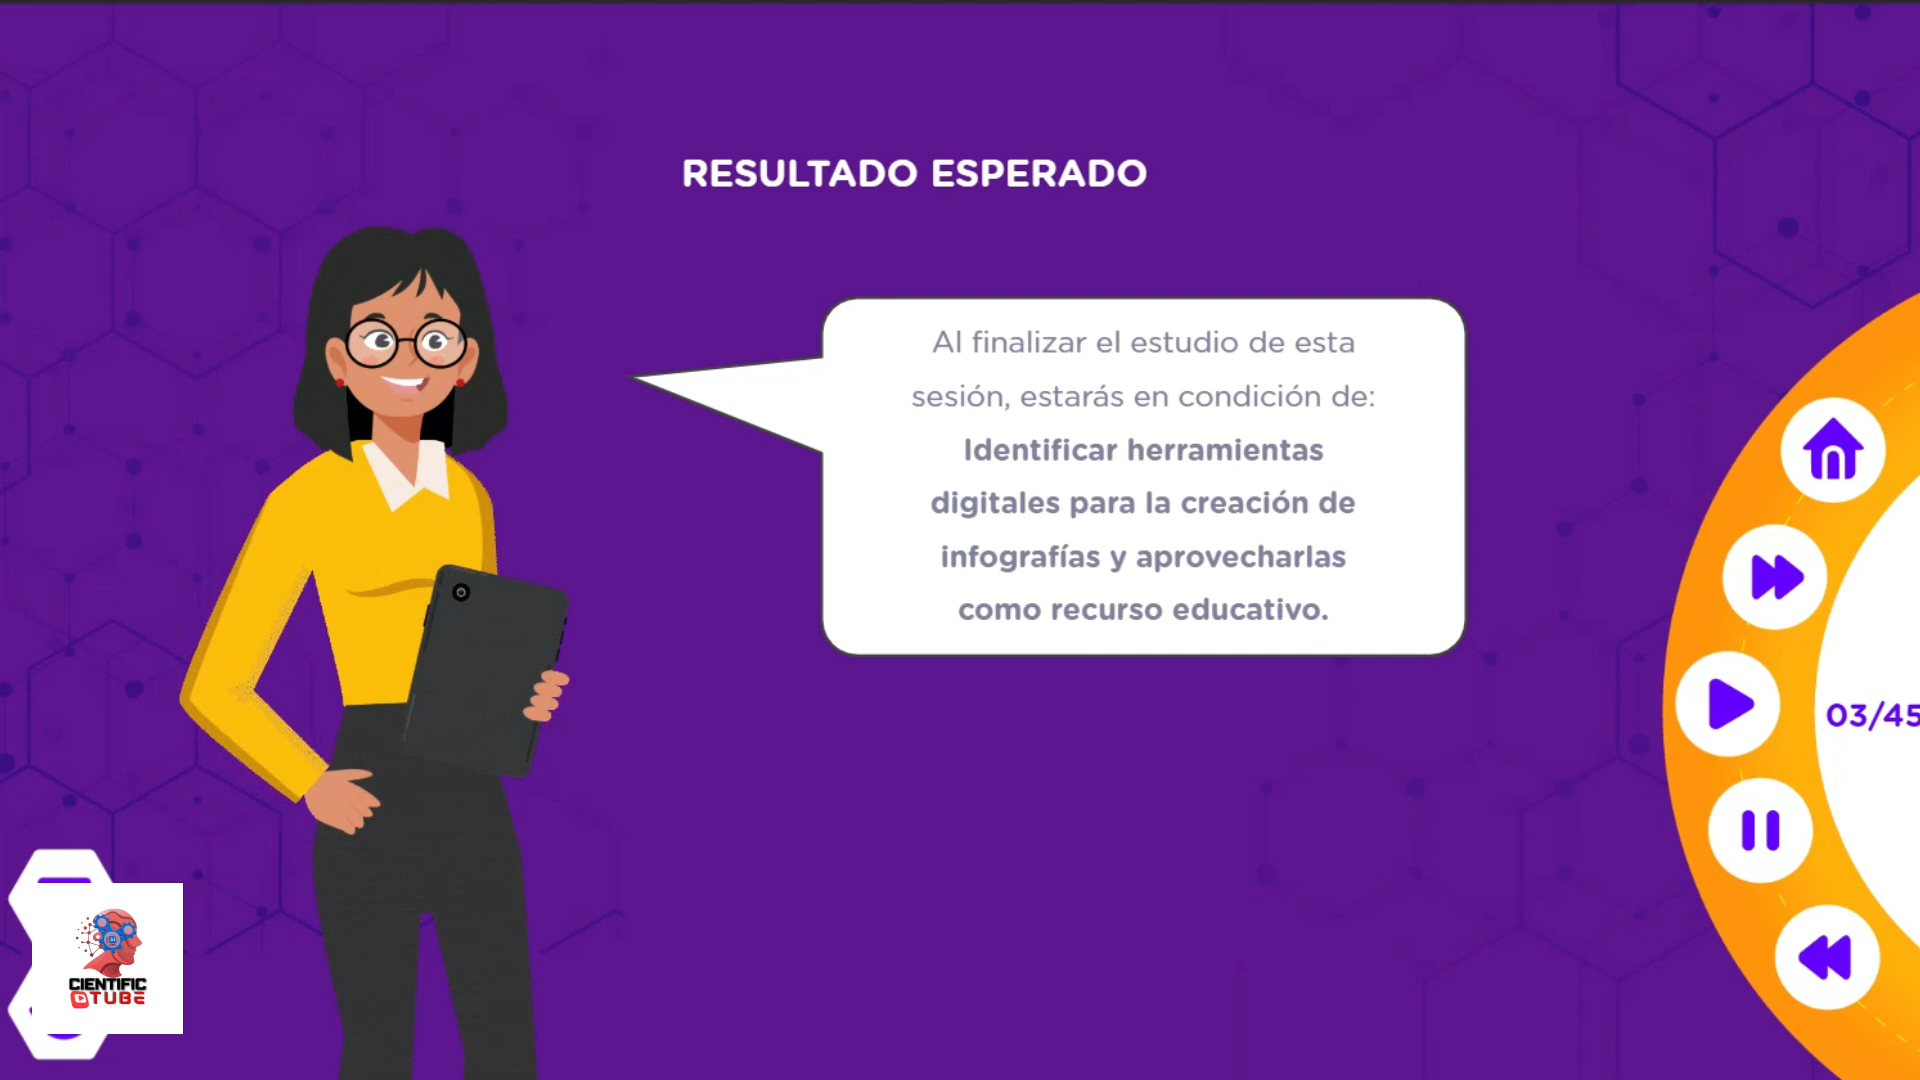 RESULTADO ESPERADO
Al finalizar el estudio de esta
sesión, estarás en condición de:
Identificar herramientas
digitales para la creación de
infografías y aprovecharlas
como recurso educativo.
03/45
CIENTIFIC
TUBE